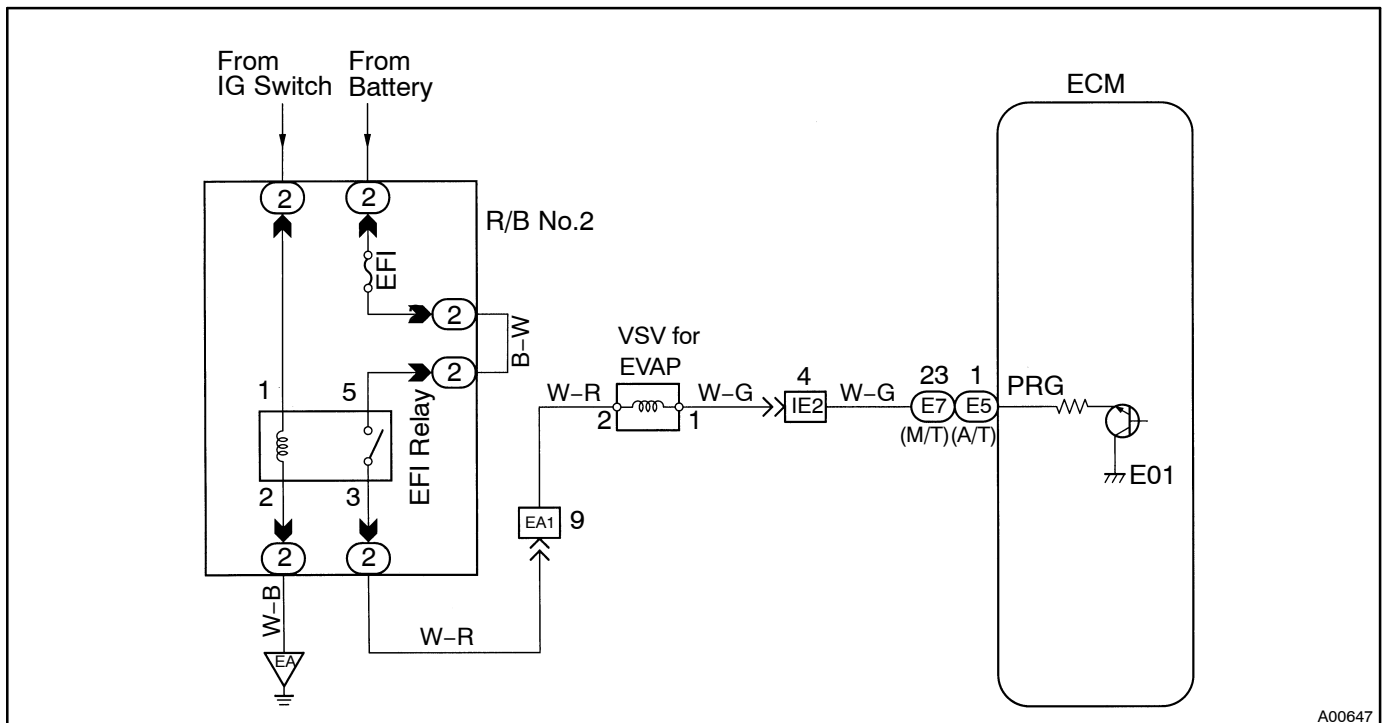 From
IG Switch
From
Battery
ECM
2
2
R/B No.2
EFI
2
B–W
2
VSV for
EVAP
1
5
EFI Relay
W–R
2
1
W–G
4
IE2
W–G
23
E7
(M/T)
1
E5
(A/T)
PRG
E01
2
3
EA1
9
2
2
W–B
EA
W–R
A00647